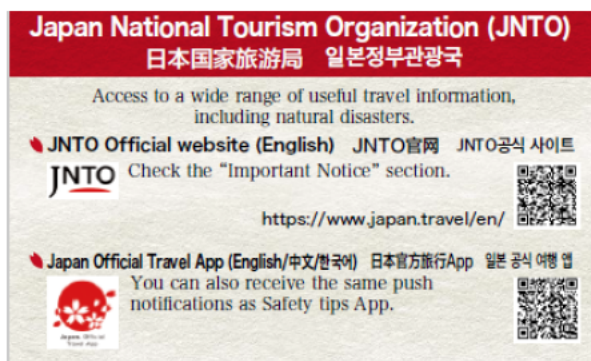 Japan National Tourism Organization (JNTO)
日本国家旅游局 일본정부관광국
Access to a wide range of useful travel information,
including natural disasters.
JNTO Official website (English) JNTO官网 JNTO공식 사이트
JNTO
Check the “Important Notice” section.
https://www.japan.travel/en/
Japan Official Travel App (English/中文/한국어) 日本官方旅行App 일본 공식 여행 앱
You can also receive the same push
notifications as Safety tips App.
Japan Official
Travel App